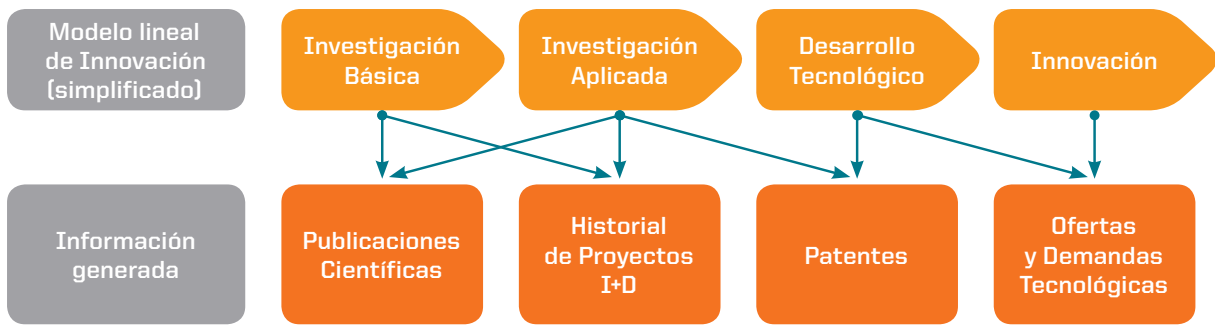 Modelo lineal
de Innovación
(simplificado)
Investigación
Básica
Investigación
Aplicada
Desarrollo
Tecnológico
Innovación
Información
generada
Publicaciones
Científicas
Historial
de Proyectos
I+D
Patentes
Ofertas
y Demandas
Tecnológicas